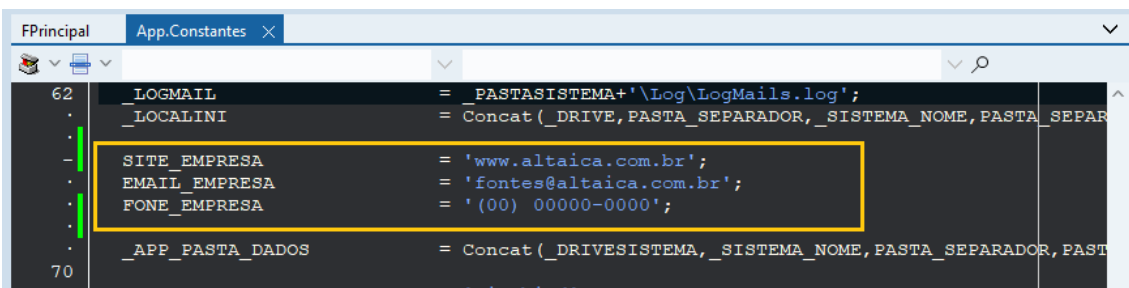 FPrincipal App.Constantes
62 _LOGMAIL = _PASTASISTEMA+'\Log\LogMails.log';
_LOCALINI = Concat(_DRIVE,PASTA_SEPARADOR,_SISTEMA_NOME,PASTA_SEPAR
SITE_EMPRESA = 'www.altaica.com.br';
EMAIL_EMPRESA = 'fontes@altaica.com.br';
FONE_EMPRESA = '(00) 00000-0000';
_APP_PASTA_DADOS = Concat(_DRIVESISTEMA,_SISTEMA_NOME,PASTA_SEPARADOR,PAST
70